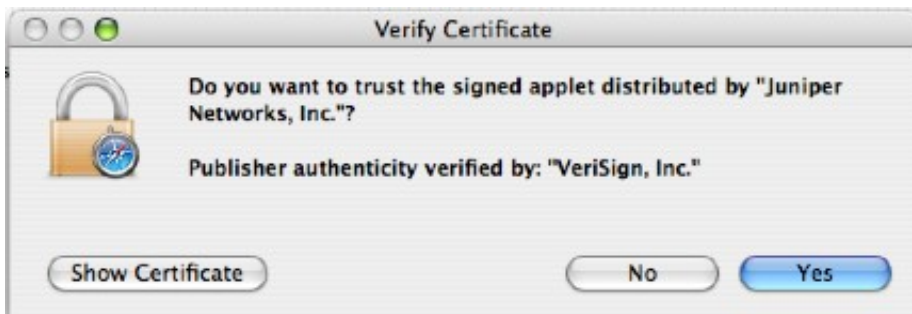 Verify Certificate
Do you want to trust the signed applet distributed by "Juniper
Networks, Inc."?
Publisher authenticity verified by: "VeriSign, Inc."
Show Certificate
No
Yes